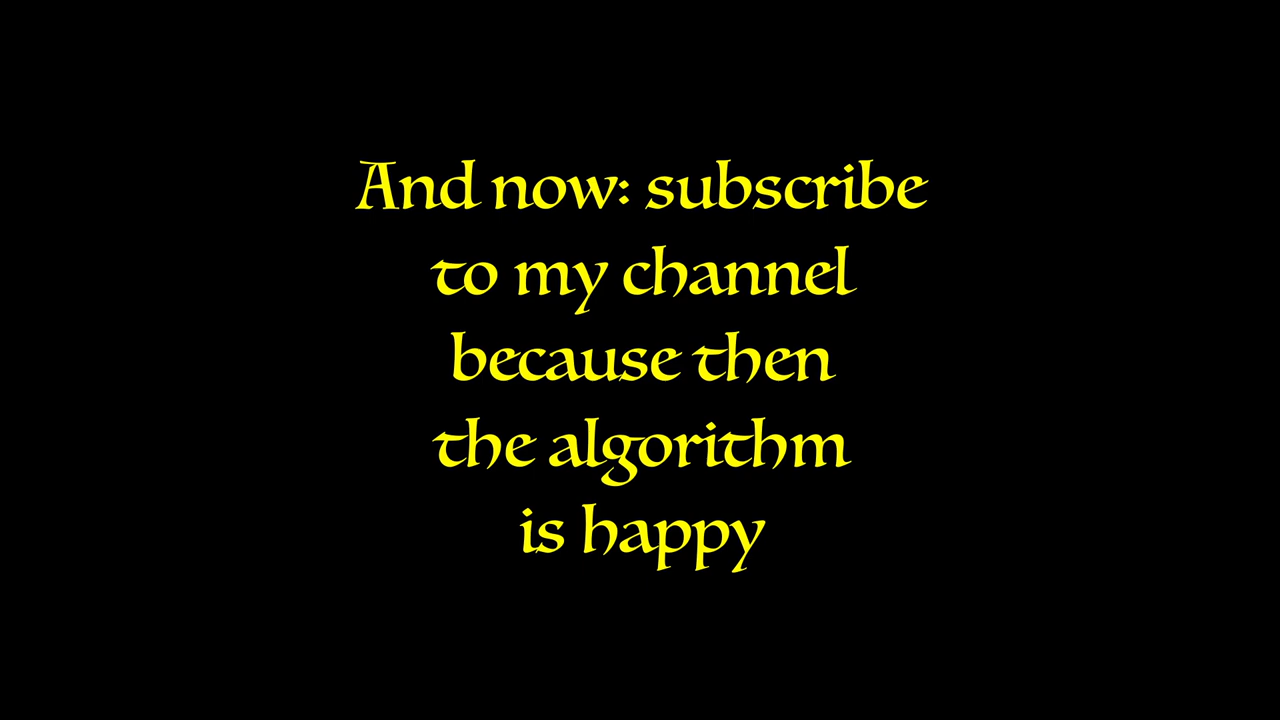 And now: subscribe
to my channel
because then
the algorithm
is happy